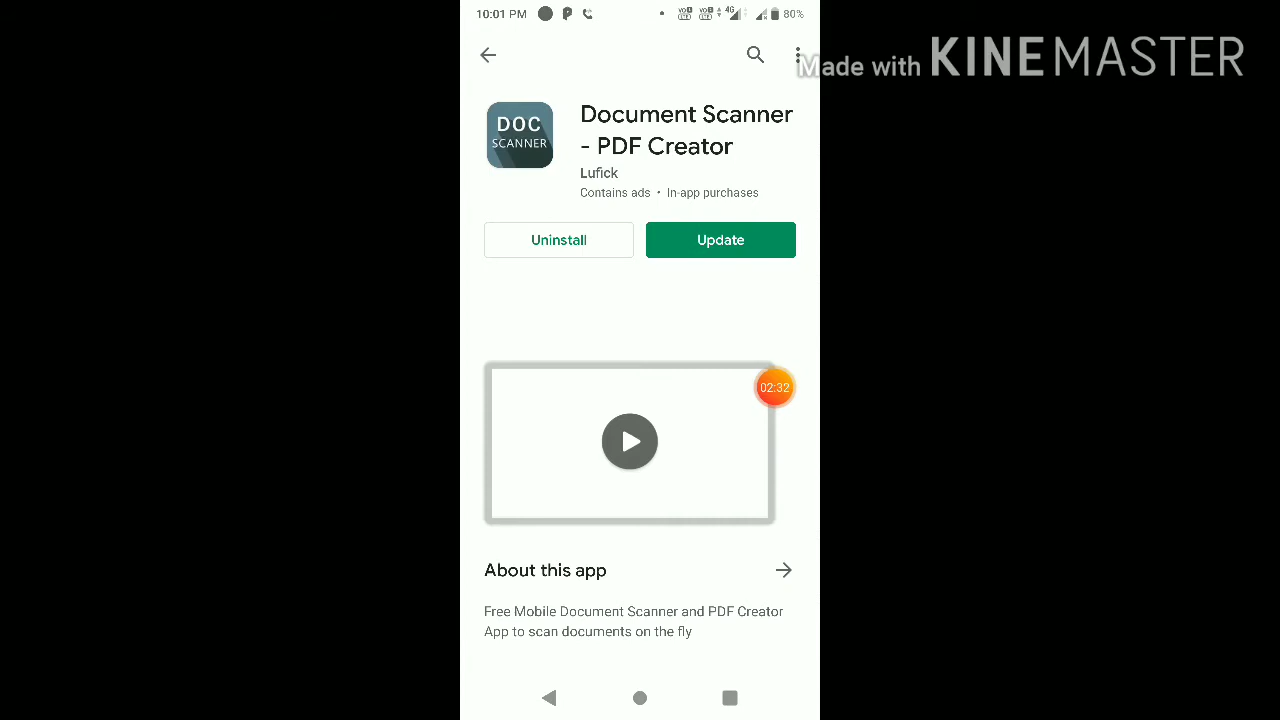 10:01 PM
4G
80%
Made with KINEMASTER
DOC
SCANNER
Document Scanner
- PDF Creator
Lufick
Contains ads • In-app purchases
Uninstall
Update
02:32
About this app
Free Mobile Document Scanner and PDF Creator
App to scan documents on the fly